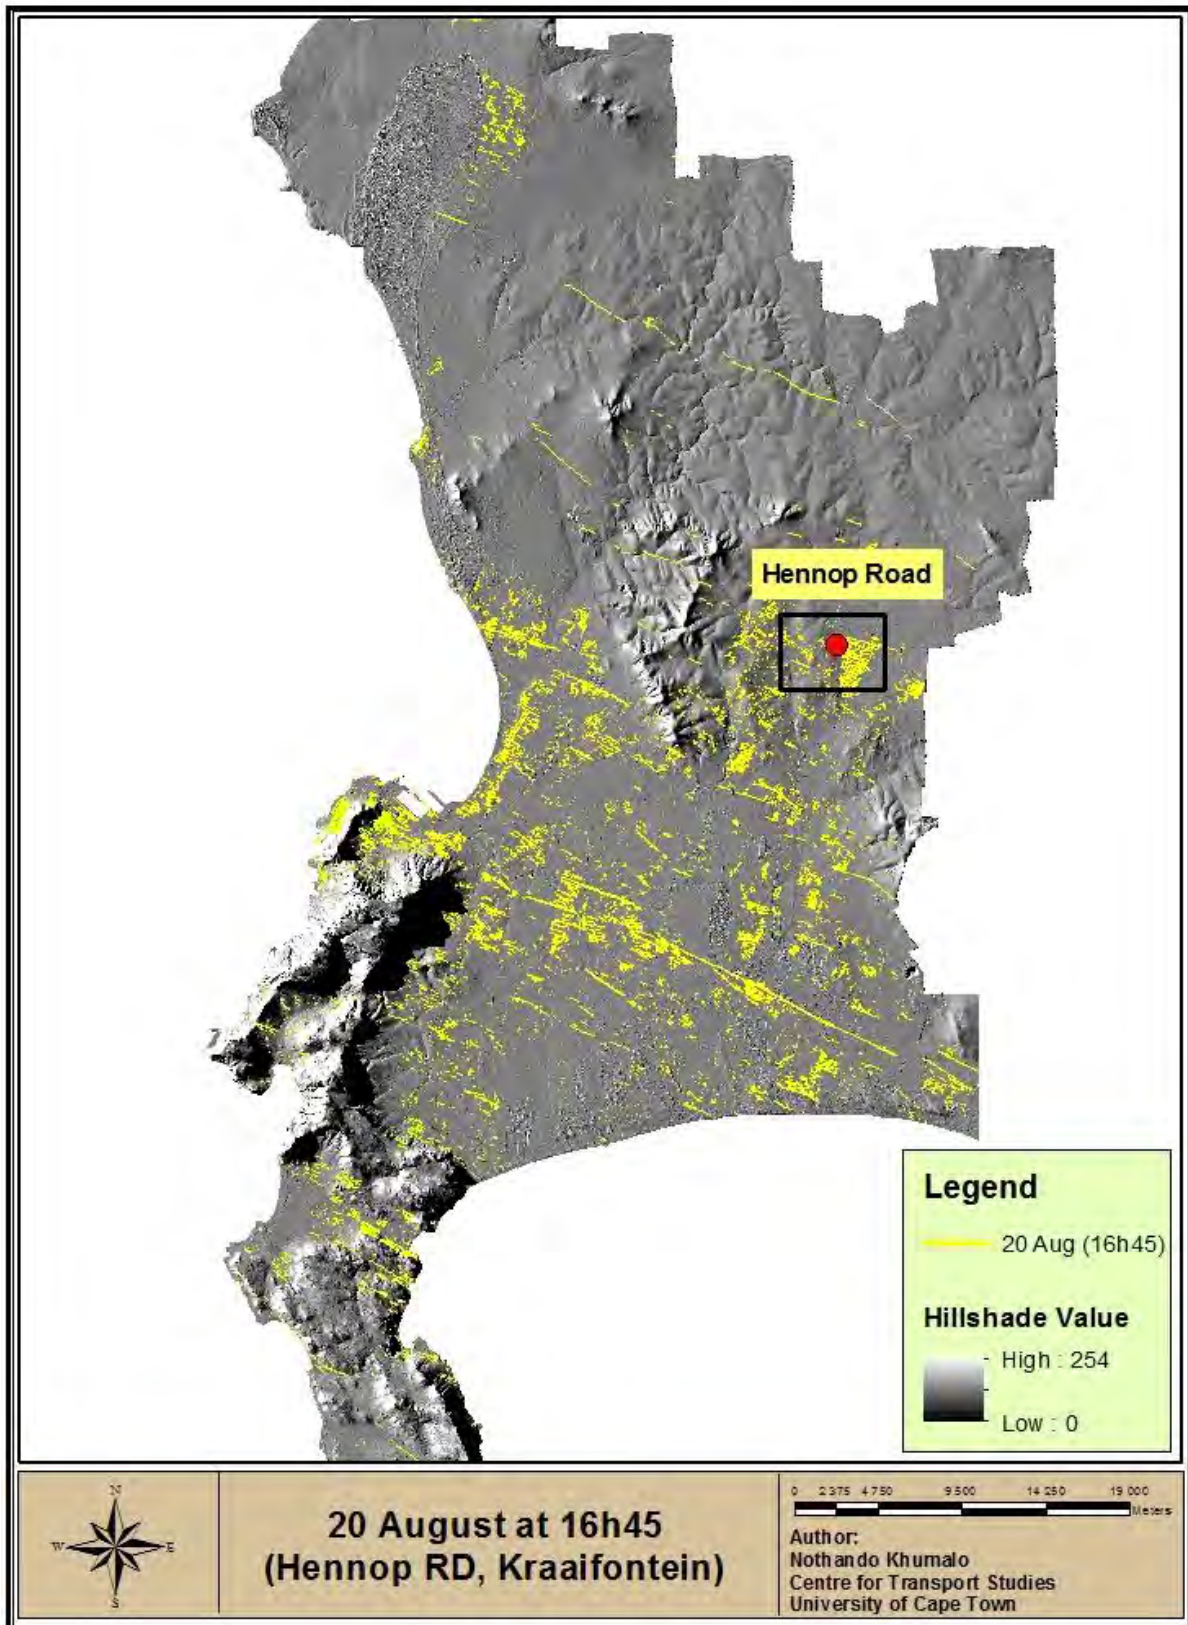 Hennop Road
Legend
20 Aug (16h45)
Hillshade Value
High : 254
Low : 0
N
W
E
S
20 August at 16h45
(Hennop RD, Kraaifontein)
0 2 375 4 750 9 500 14 250 19 000
Meters
Author:
Nothando Khumalo
Centre for Transport Studies
University of Cape Town